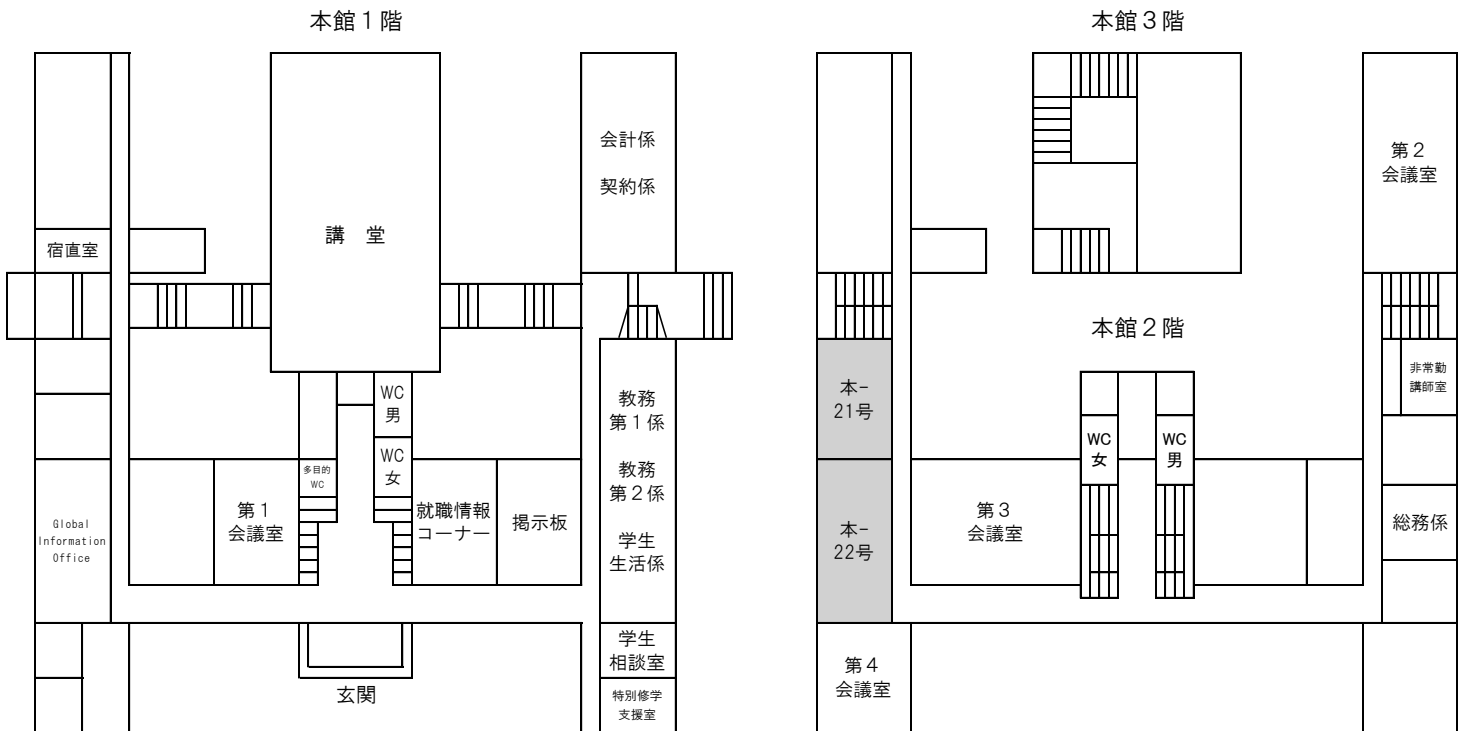 本館１階
会計係
契約係
講　堂
宿直室
WC
男
WC
女
多目的
WC
第１
会議室
就職情報
コーナー
掲示板
Global
Information
Office
教務
第１係
教務
第２係
学生
生活係
学生
相談室
特別修学
支援室
玄関
本館３階
第２
会議室
本館２階
本-
21号
非常勤
講師室
WC
女
WC
男
本-
22号
第３
会議室
総務係
第４
会議室